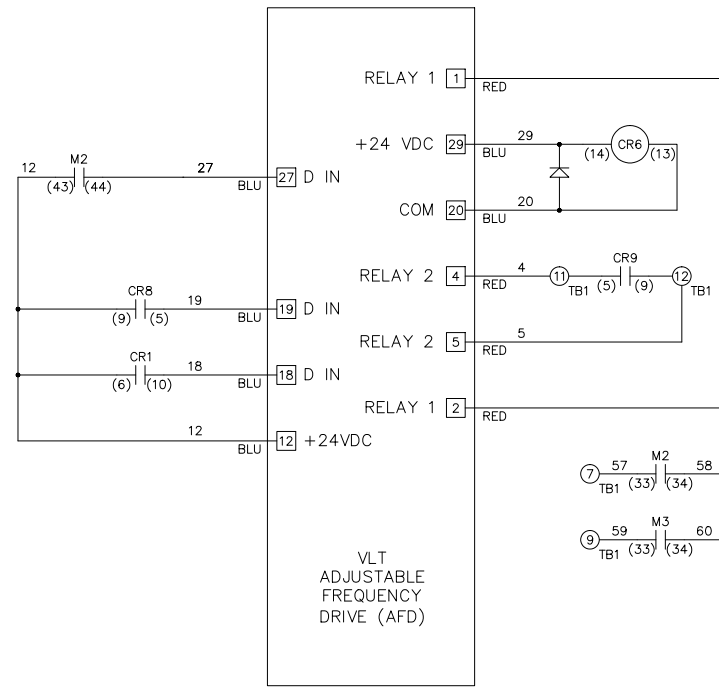 RELAY 1 1 RED
+24 VDC 29 29 BLU (14) CR6 (13)
12 M2 (43) (44) 27 BLU 27 D IN
COM 20 20 BLU
RELAY 2 4 4 RED 11 TB1 CR9 (5) (9) 12 TB1
CR8 (9) (5) 19 BLU 19 D IN
RELAY 2 5 5 RED
CR1 (6) (10) 18 BLU 18 D IN
RELAY 1 2 RED
12 BLU 12 +24VDC
7 TB1 57 M2 (33) (34) 58
9 TB1 59 M3 (33) (34) 60
VLT
ADJUSTABLE
FREQUENCY
DRIVE (AFD)